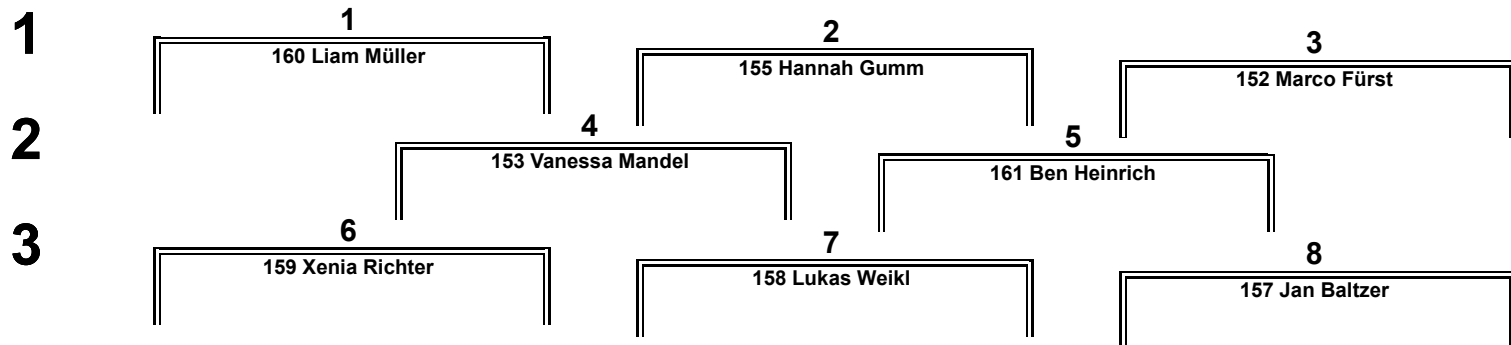 1
1
160 Liam Müller
2
155 Hannah Gumm
3
152 Marco Fürst
2
4
153 Vanessa Mandel
5
161 Ben Heinrich
3
6
159 Xenia Richter
7
158 Lukas Weikl
8
157 Jan Baltzer